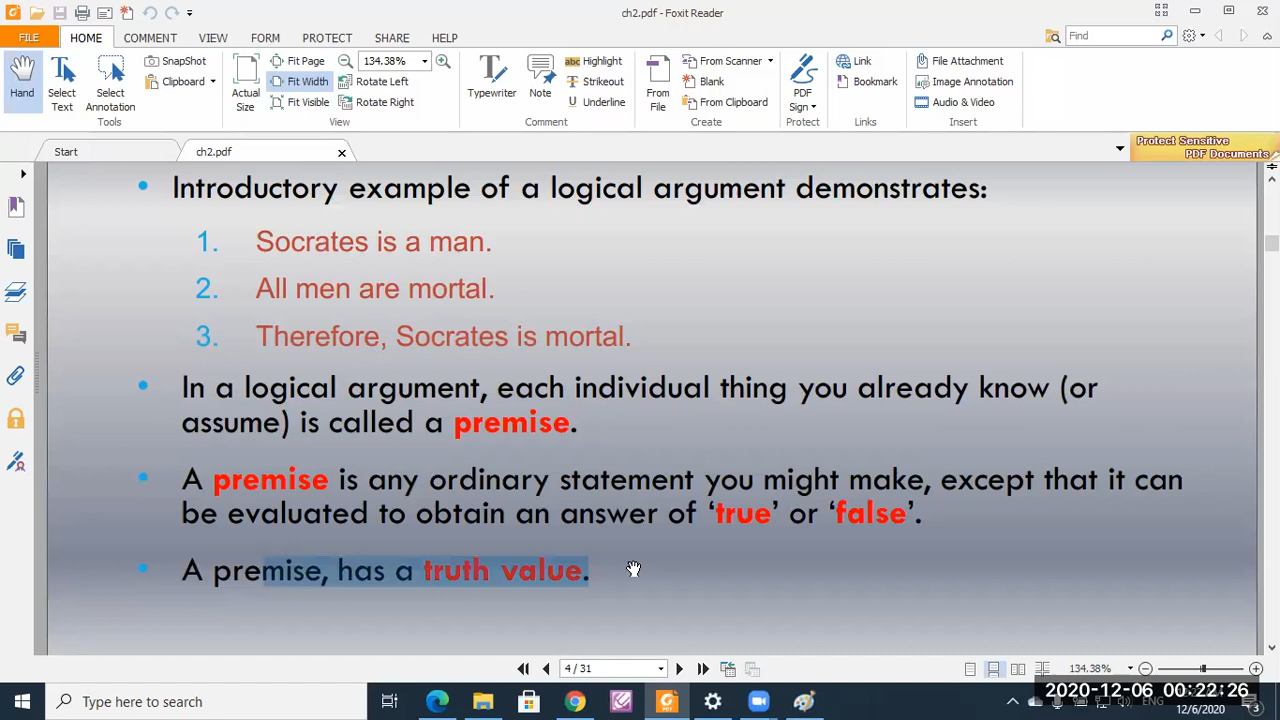 ch2.pdf - Foxit Reader
FILE
HOME
COMMENT
VIEW
FORM
PROTECT
SHARE
HELP
Find
Hand
Select
Text
Select
Annotation
SnapShot
Clipboard
Tools
Actual
Size
Fit Page
Fit Width
Fit Visible
134.38%
Rotate Left
Rotate Right
View
Typewriter
Note
abc Highlight
Strikeout
Underline
Comment
From
File
From Scanner
Blank
From Clipboard
Create
PDF
Sign
Protect
Link
Bookmark
Links
File Attachment
Image Annotation
Audio & Video
Insert
Start
ch2.pdf
Protect Sensitive
PDF Documents
• Introductory example of a logical argument demonstrates:
1. Socrates is a man.
2. All men are mortal.
3. Therefore, Socrates is mortal.
• In a logical argument, each individual thing you already know (or
assume) is called a premise.
• A premise is any ordinary statement you might make, except that it can
be evaluated to obtain an answer of ‘true’ or ‘false’.
• A premise, has a truth value.
4 / 31
134.38%
Type here to search
2020-12-06 00:22:26
12/6/2020